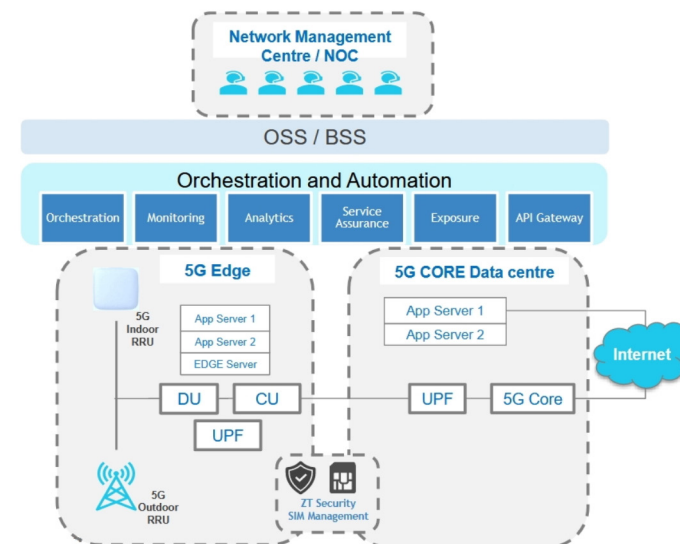 Network Management
Centre / NOC
OSS / BSS
Orchestration and Automation
Orchestration
Monitoring
Analytics
Service
Assurance
Exposure
API Gateway
5G Edge
5G CORE Data centre
5G
Indoor
RRU
App Server 1
App Server 2
EDGE Server
App Server 1
App Server 2
Internet
DU
CU
UPF
5G Core
UPF
5G
Outdoor
RRU
ZT Security
SIM Management